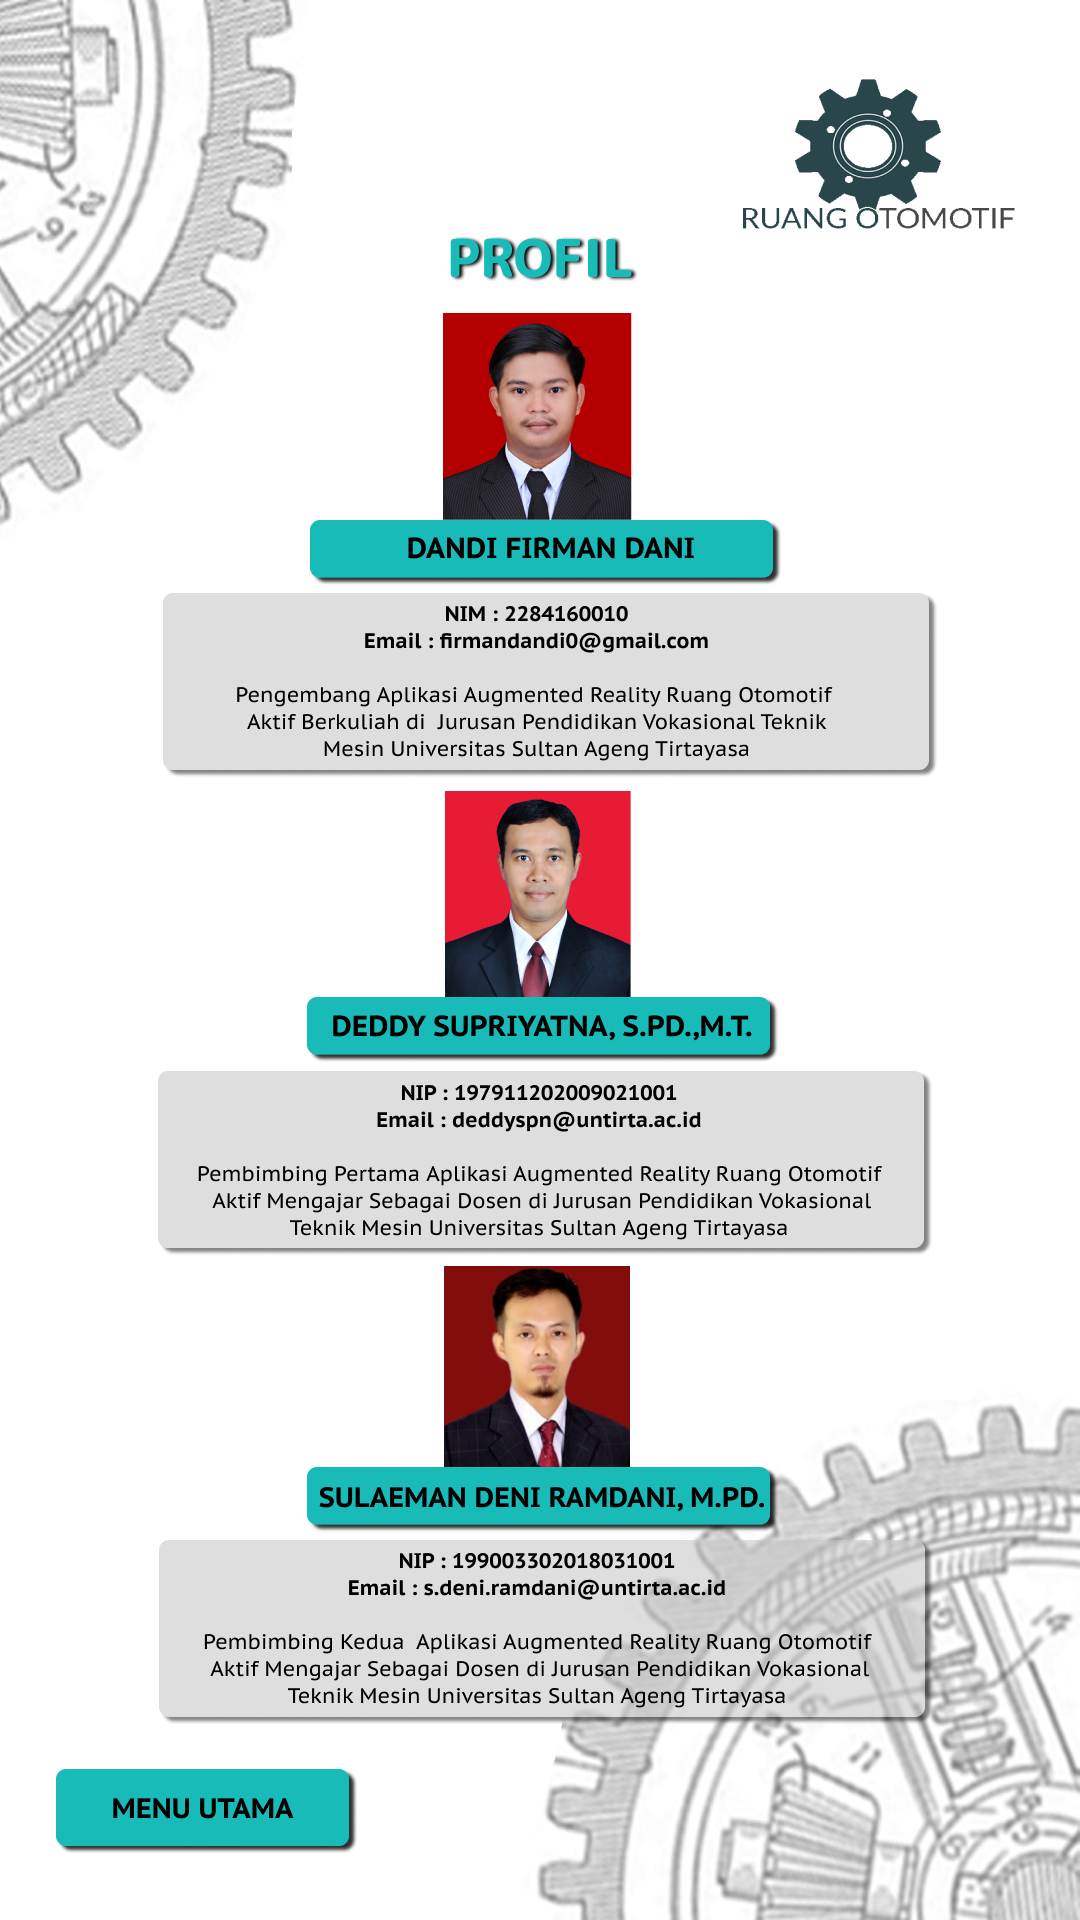 RUANG OTOMOTIF
PROFIL
DANDI FIRMAN DANI
NIM : 2284160010
Email : firmandandi0@gmail.com
Pengembang Aplikasi Augmented Reality Ruang Otomotif
Aktif Berkuliah di  Jurusan Pendidikan Vokasional Teknik
Mesin Universitas Sultan Ageng Tirtayasa
DEDDY SUPRIYATNA, S.PD.,M.T.
NIP : 197911202009021001
Email : deddyspn@untirta.ac.id
Pembimbing Pertama Aplikasi Augmented Reality Ruang Otomotif
Aktif Mengajar Sebagai Dosen di Jurusan Pendidikan Vokasional
Teknik Mesin Universitas Sultan Ageng Tirtayasa
SULAEMAN DENI RAMDANI, M.PD.
NIP : 199003302018031001
Email : s.deni.ramdani@untirta.ac.id
Pembimbing Kedua  Aplikasi Augmented Reality Ruang Otomotif
Aktif Mengajar Sebagai Dosen di Jurusan Pendidikan Vokasional
Teknik Mesin Universitas Sultan Ageng Tirtayasa
MENU UTAMA